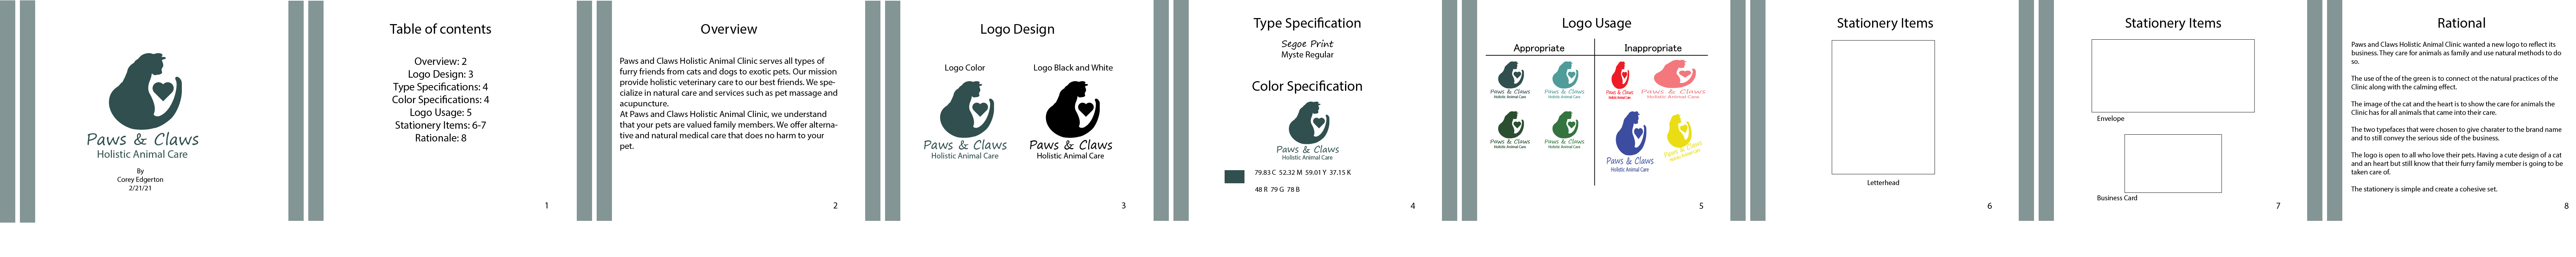 Paws & Claws
Holistic Animal Care
By
Corey Edgerton
2/21/21
Table of contents
Overview: 2
Logo Design: 3
Type Specifications: 4
Color Specifications: 4
Logo Usage: 5
Stationery Items: 6-7
Rationale: 8
1
Overview
Paws and Claws Holistic Animal Clinic serves all types of
furry friends from cats and dogs to exotic pets. Our mission
provide holistic veterinary care to our best friends. We spe-
cialize in natural care and services such as pet massage and
acupuncture.
At Paws and Claws Holistic Animal Clinic, we understand
that your pets are valued family members. We offer alterna-
tive and natural medical care that does no harm to your
pet.
2
Logo Design
Logo Color
Logo Black and White
Paws & Claws
Holistic Animal Care
Paws & Claws
Holistic Animal Care
3
Type Specification
Segoe Print
Myste Regular
Color Specification
Paws & Claws
Holistic Animal Care
79.83 C 52.32 M 59.01 Y 37.15 K
48 R 79 G 78 B
4
Logo Usage
Appropriate
Inappropriate
Paws & Claws
Holistic Animal Care
Paws & Claws
Holistic Animal Care
Paws & Claws
Holistic Animal Care
Paws & Claws
Holistic Animal Care
Paws & Claws
Holistic Animal Care
Paws & Claws
Holistic Animal Care
Paws & Claws
Holistic Animal Care
Paws & Claws
Holistic Animal Care
5
Stationery Items
Letterhead
6
Stationery Items
Envelope
Business Card
7
Rational
Paws and Claws Holistic Animal Clinic wanted a new logo to reflect its
business. They care for animals as family and use natural methods to do
so.
The use of the of the green is to connect ot the natural practices of the
Clinic along with the calming effect.
The image of the cat and the heart is to show the care for animals the
Clinic has for all animals that came into their care.
The two typefaces that were chosen to give charater to the brand name
and to still convey the serious side of the business.
The logo is open to all who love their pets. Having a cute design of a cat
and an heart but still know that their furry family member is going to be
taken care of.
The stationery is simple and create a cohesive set.
8